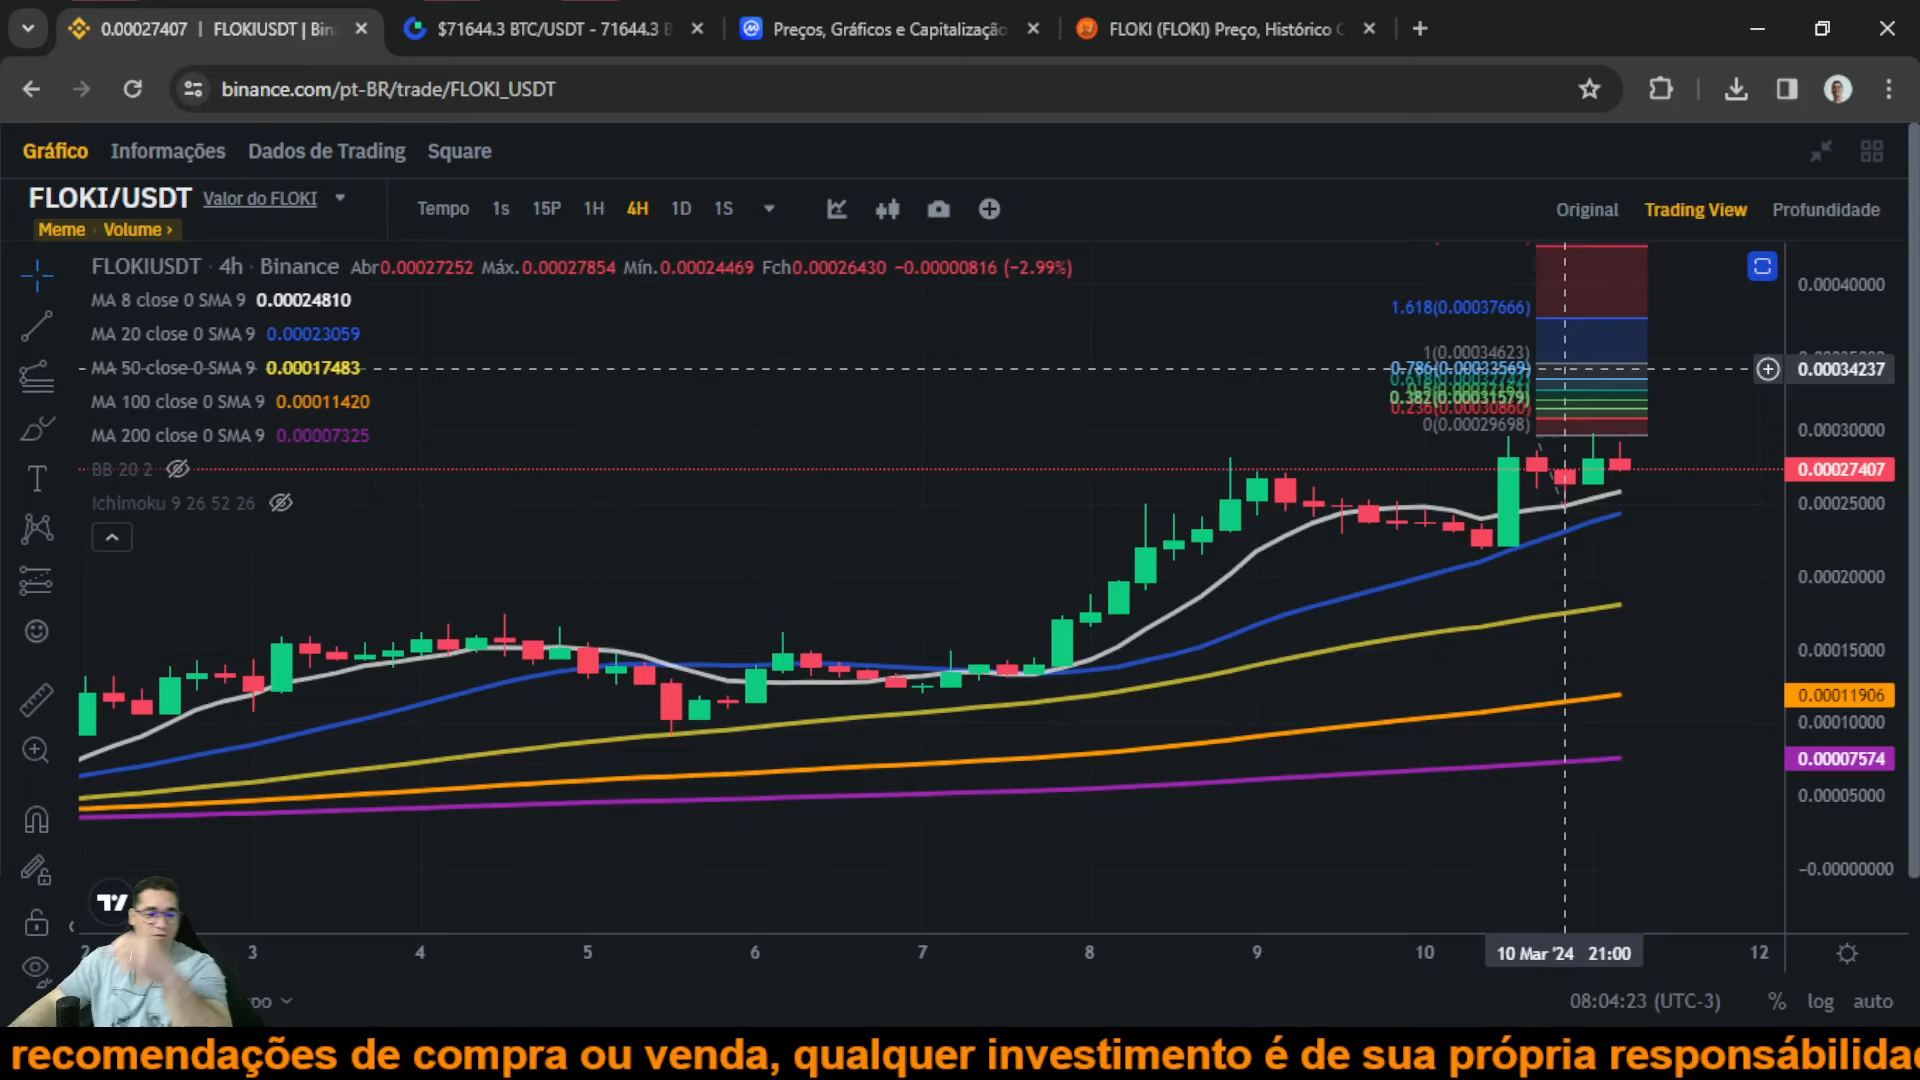 0.00027407 | FLOKIUSDT | Bin
$71644.3 BTC/USDT - 71644.3 B
Preços, Gráficos e Capitalização
FLOKI (FLOKI) Preço, Histórico
binance.com/pt-BR/trade/FLOKI_USDT
Gráfico Informações Dados de Trading Square
FLOKI/USDT Valor do FLOKI
Meme Volume ›
Tempo 1s 15P 1H 4H 1D 1S
Original Trading View Profundidade
FLOKIUSDT · 4h · Binance Abr0.00027252 Máx.0.00027854 Mín.0.00024469 Fch0.00026430 −0.00000816 (−2.99%)
MA 8 close 0 SMA 9 0.00024810
MA 20 close 0 SMA 9 0.00023059
MA 50 close 0 SMA 9 0.00017483
MA 100 close 0 SMA 9 0.00011420
MA 200 close 0 SMA 9 0.00007325
BB 20 2
Ichimoku 9 26 52 26
1.618(0.00037666)
1(0.00034623)
0.786(0.00033569)
0.382(0.00031579)
0.236(0.00030860)
0(0.00029698)
0.00040000
0.00034237
0.00030000
0.00027407
0.00025000
0.00020000
0.00015000
0.00011906
0.00010000
0.00007574
0.00005000
−0.00000000
2 3 4 5 6 7 8 9 10 10 Mar '24 21:00 12
08:04:23 (UTC-3) % log auto
recomendações de compra ou venda, qualquer investimento é de sua própria responsábilida